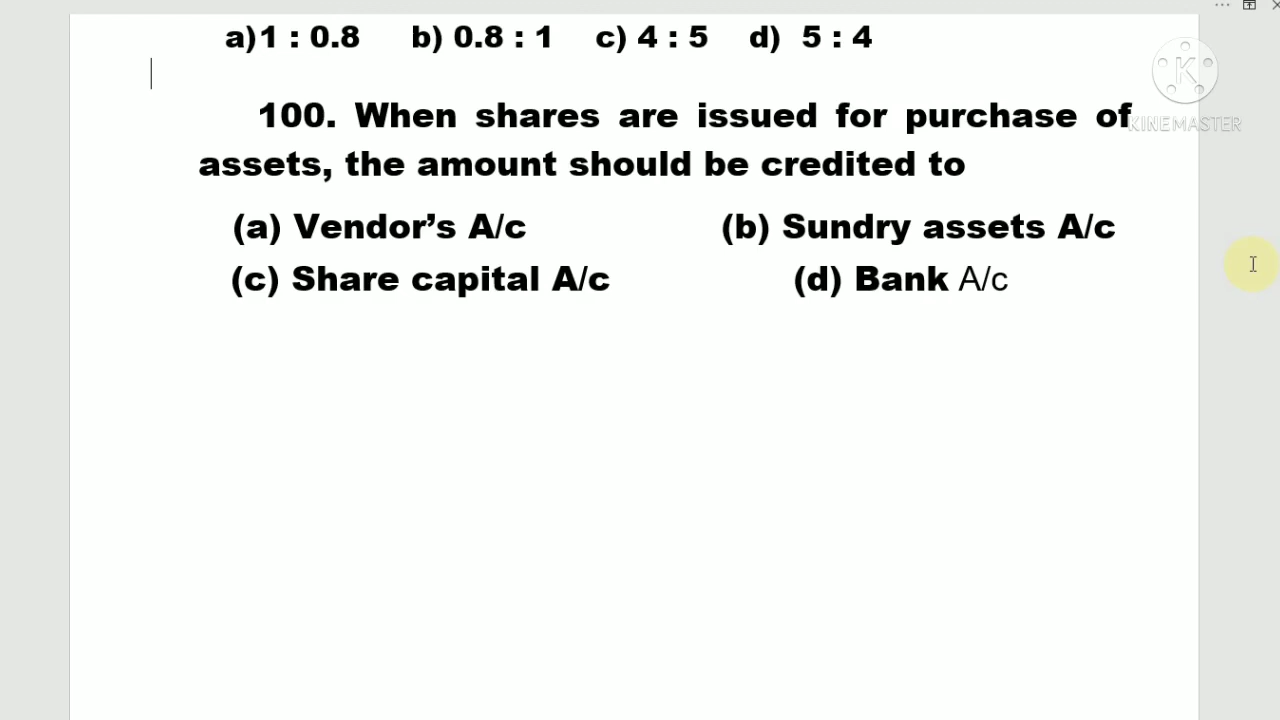 a)1 : 0.8 b) 0.8 : 1 c) 4 : 5 d) 5 : 4
100. When shares are issued for purchase of
KINEMASTER
assets, the amount should be credited to
(a) Vendor’s A/c (b) Sundry assets A/c
(c) Share capital A/c (d) Bank A/c